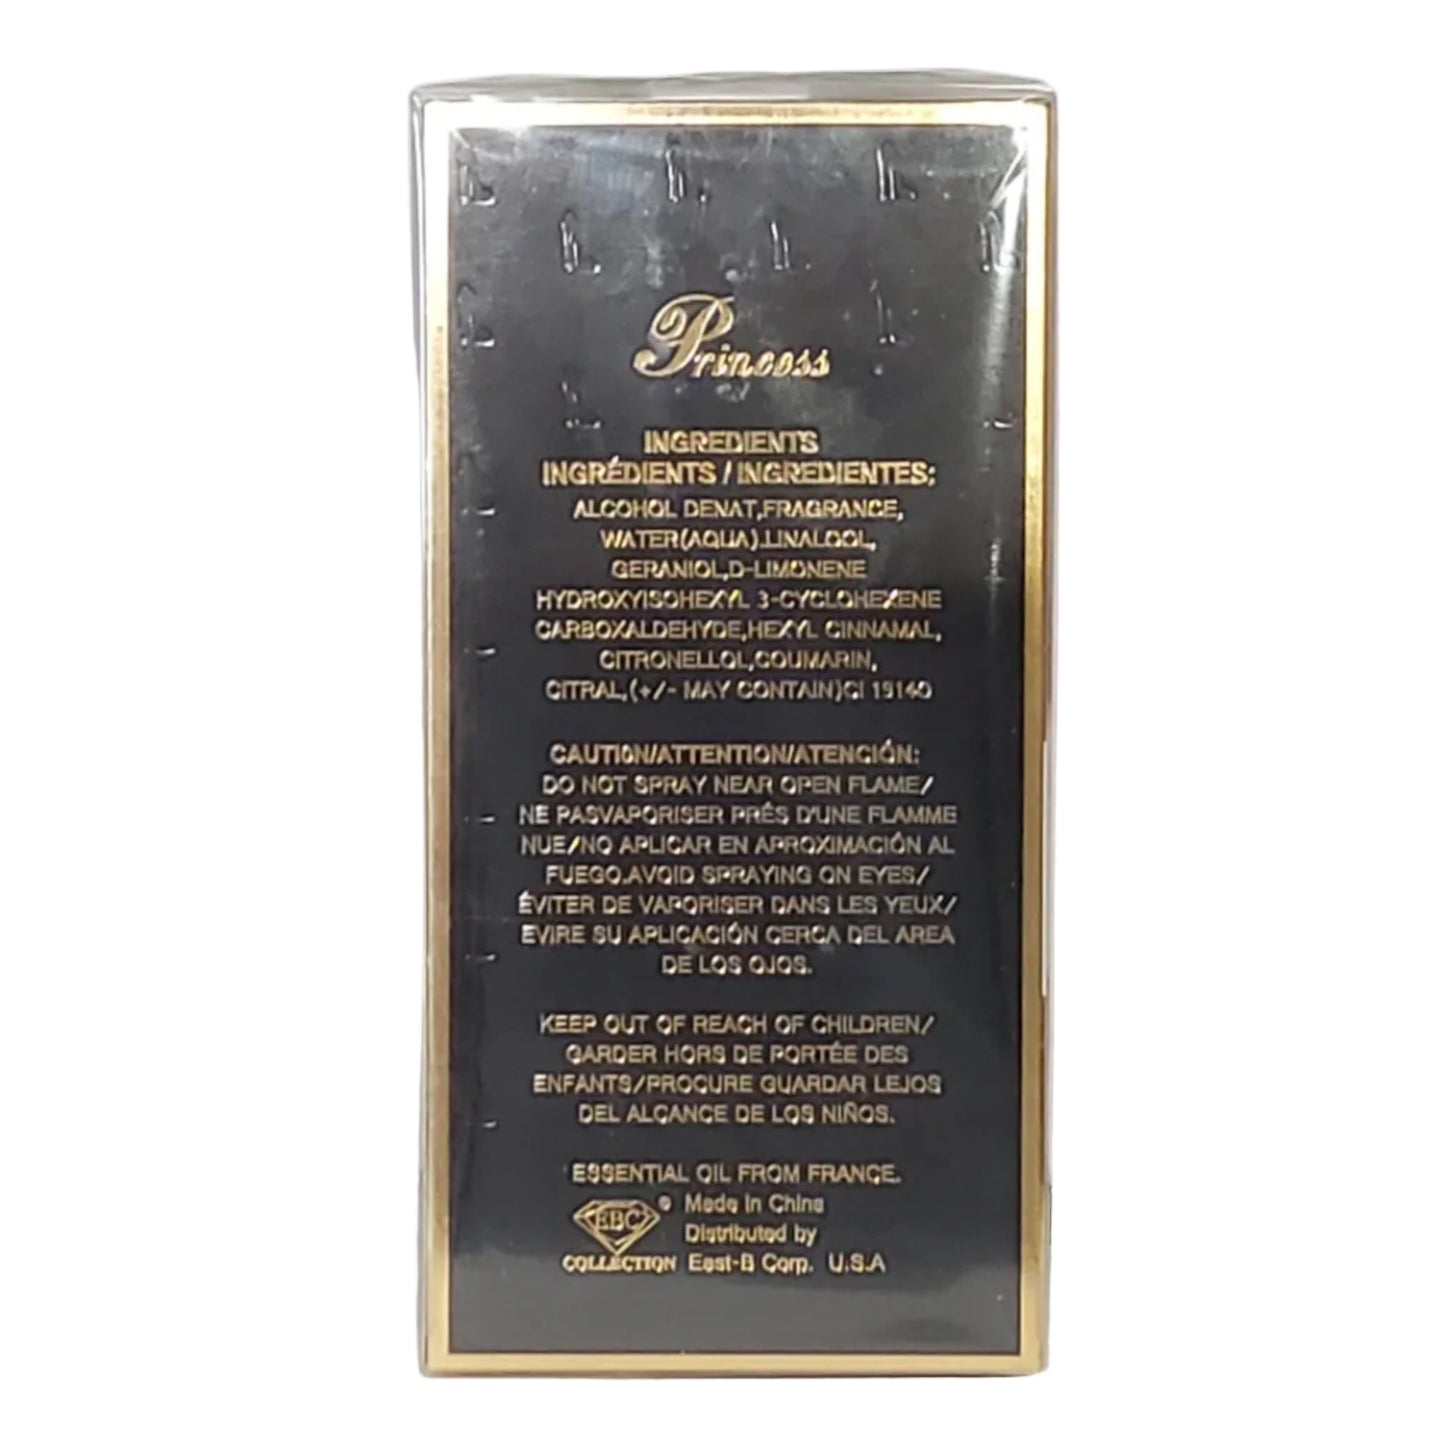 Princess
INGREDIENTS
INGRÉDIENTS / INGREDIENTES:
ALCOHOL DENAT,FRAGRANCE,
WATER(AQUA).LINALOOL,
GERANIOL,D-LIMONENE
HYDROXYISOHEXYL 3-CYCLOHEXENE
CARBOXALDEHYDE,HEXYL CINNAMAL,
CITRONELLOL,COUMARIN,
CITRAL,(+/- MAY CONTAIN)CI 19140
CAUTION/ATTENTION/ATENCIÓN:
DO NOT SPRAY NEAR OPEN FLAME/
NE PASVAPORISER PRÉS D'UNE FLAMME
NUE/NO APLICAR EN APROXIMACIÓN AL
FUEGO.AVOID SPRAYING ON EYES/
ÉVITER DE VAPORISER DANS LES YEUX/
EVIRE SU APLICACIÓN CERCA DEL AREA
DE LOS OJOS.
KEEP OUT OF REACH OF CHILDREN/
GARDER HORS DE PORTÉE DES
ENFANTS/PROCURE GUARDAR LEJOS
DEL ALCANCE DE LOS NIÑOS.
ESSENTIAL OIL FROM FRANCE.
EBC ® Made in China
Distributed by
COLLECTION East-B Corp. U.S.A